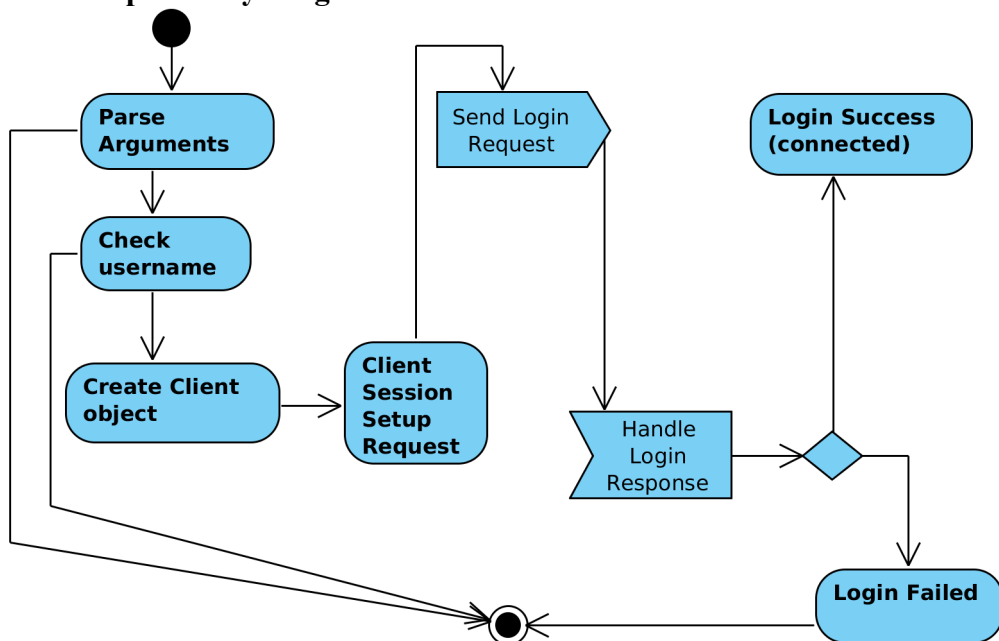 Parse
Arguments
Check
username
Create Client
object
Client
Session
Setup
Request
Send Login
Request
Handle
Login
Response
Login Success
(connected)
Login Failed